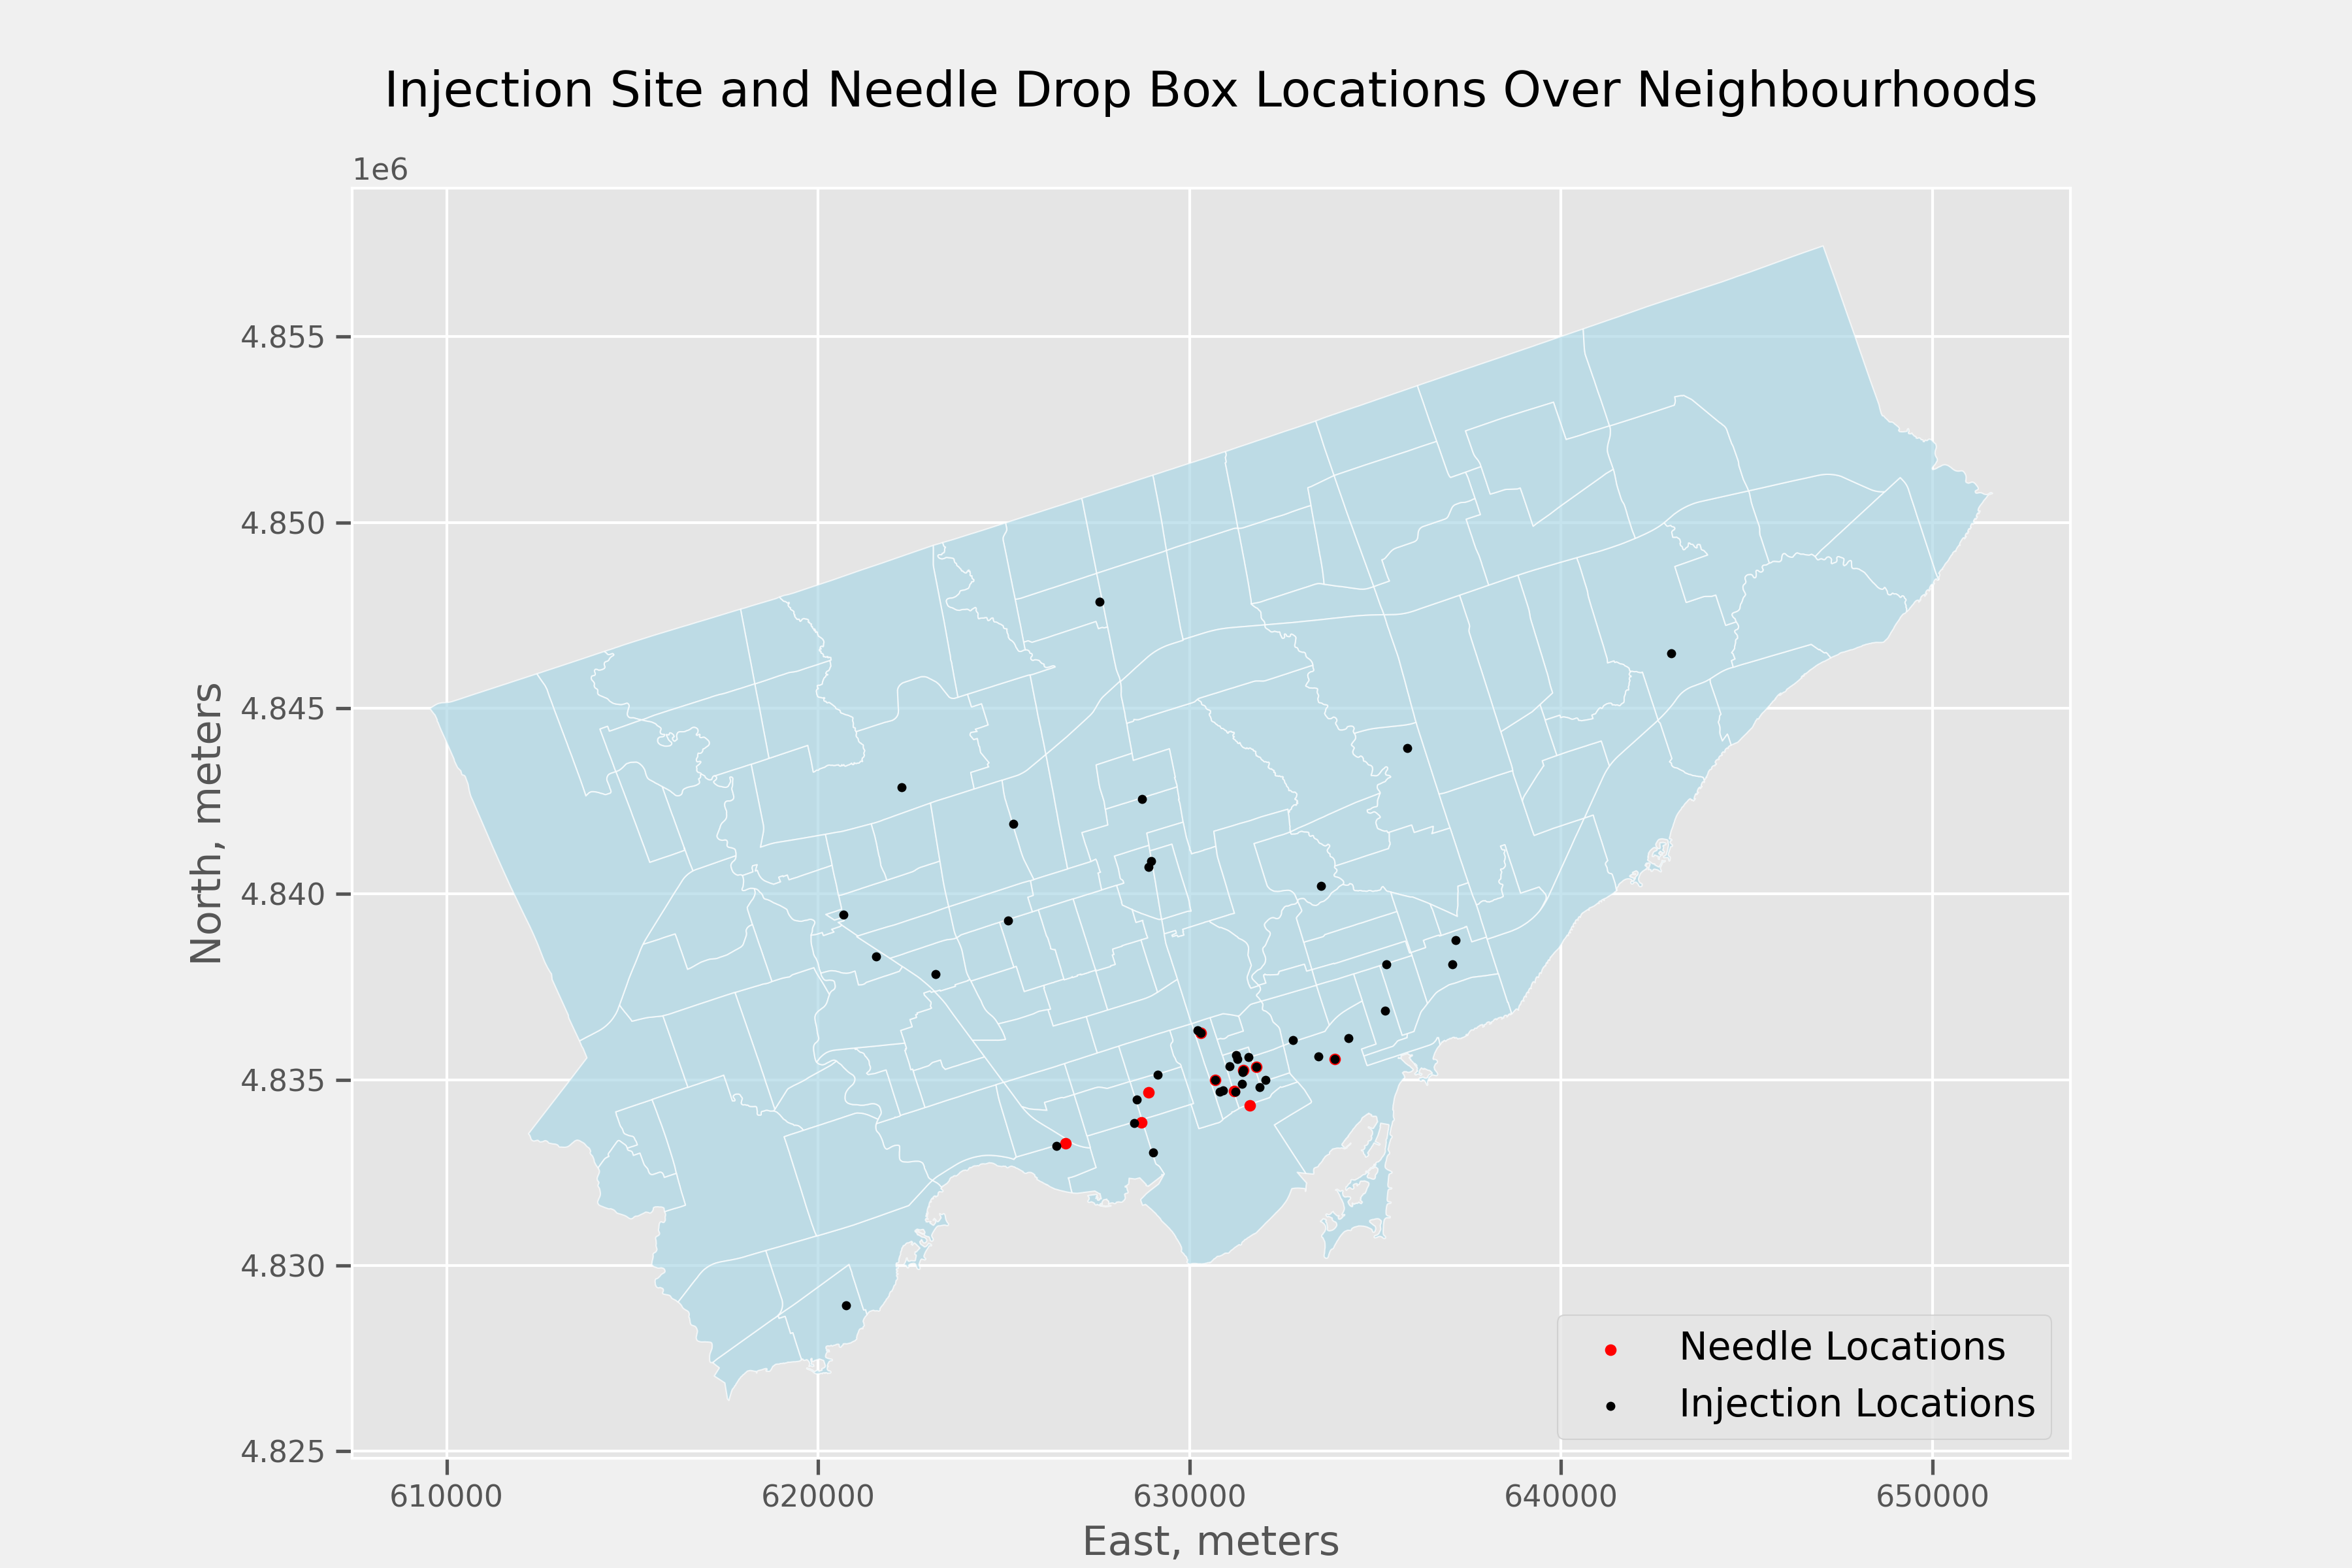 Injection Site and Needle Drop Box Locations Over Neighbourhoods
1e6
4.855
4.850
4.845
4.840
4.835
4.830
4.825
North, meters
610000 620000 630000 640000 650000
East, meters
Needle Locations
Injection Locations